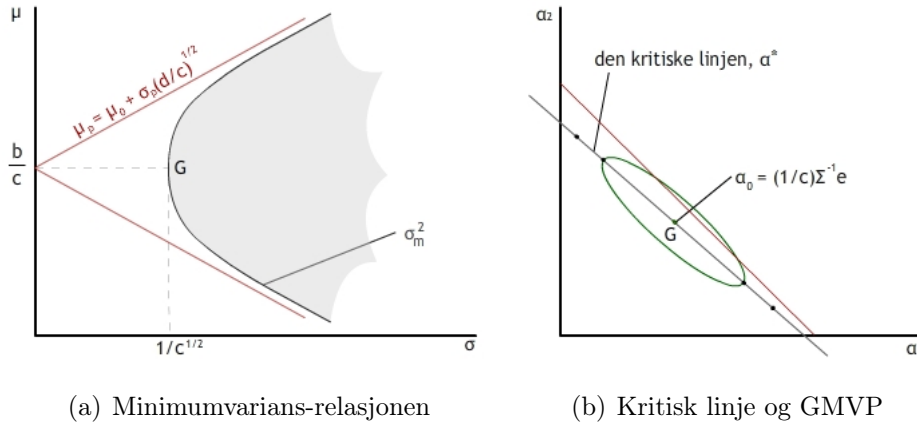 μ
μₚ = μ₀ + σₚ(d/c)^1/2
b
c
G
σₘ²
1/c^1/2
σ
(a) Minimumvarians-relasjonen
α₂
den kritiske linjen, α*
α₀ = (1/c)Σ⁻¹e
G
α
(b) Kritisk linje og GMVP